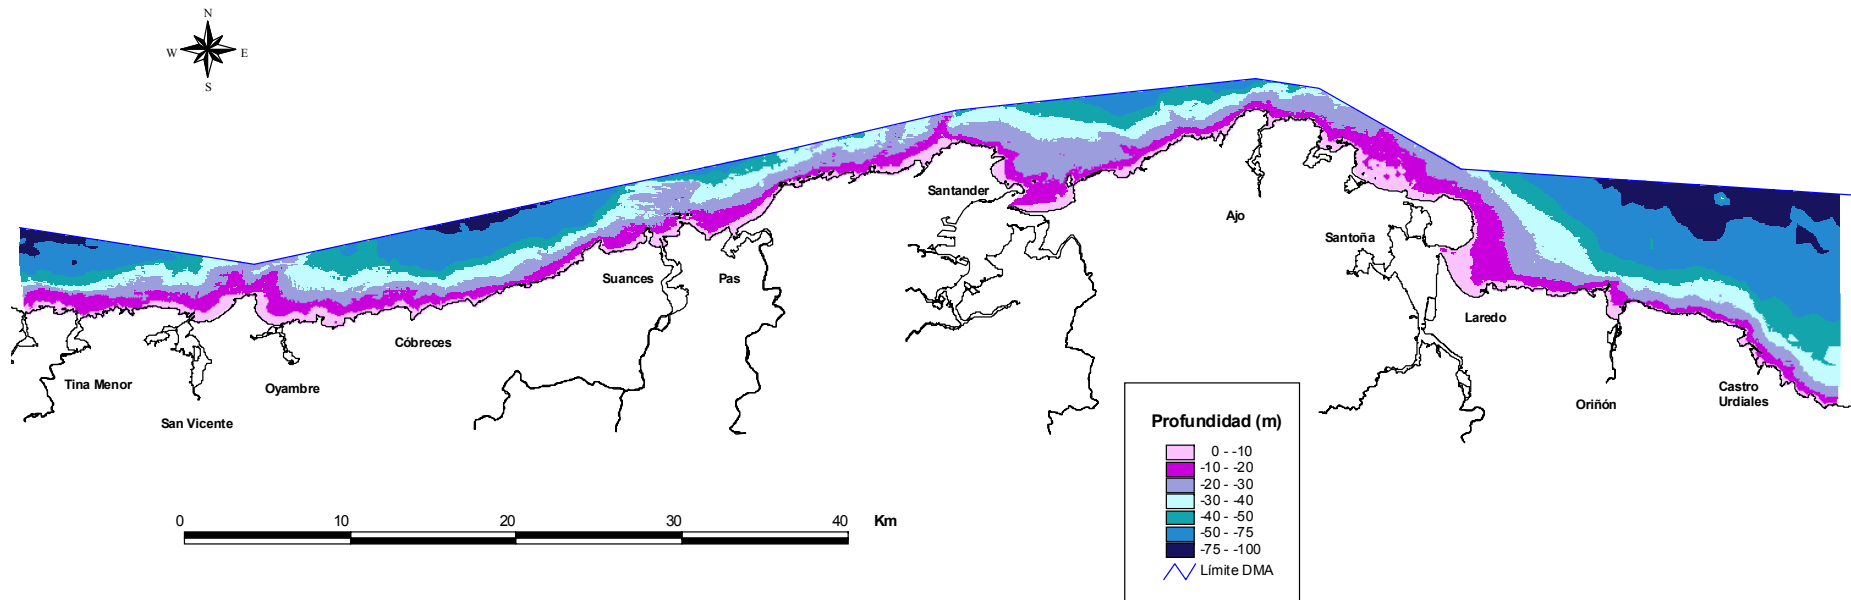 N
W E
S
Santander
Ajo
Santoña
Suances
Pas
Laredo
Cóbreces
Tina Menor
Oyambre
San Vicente
Oriñón
Castro
Urdiales
Profundidad (m)
0 - -10
-10 - -20
-20 - -30
-30 - -40
-40 - -50
-50 - -75
-75 - -100
Límite DMA
0 10 20 30 40 Km